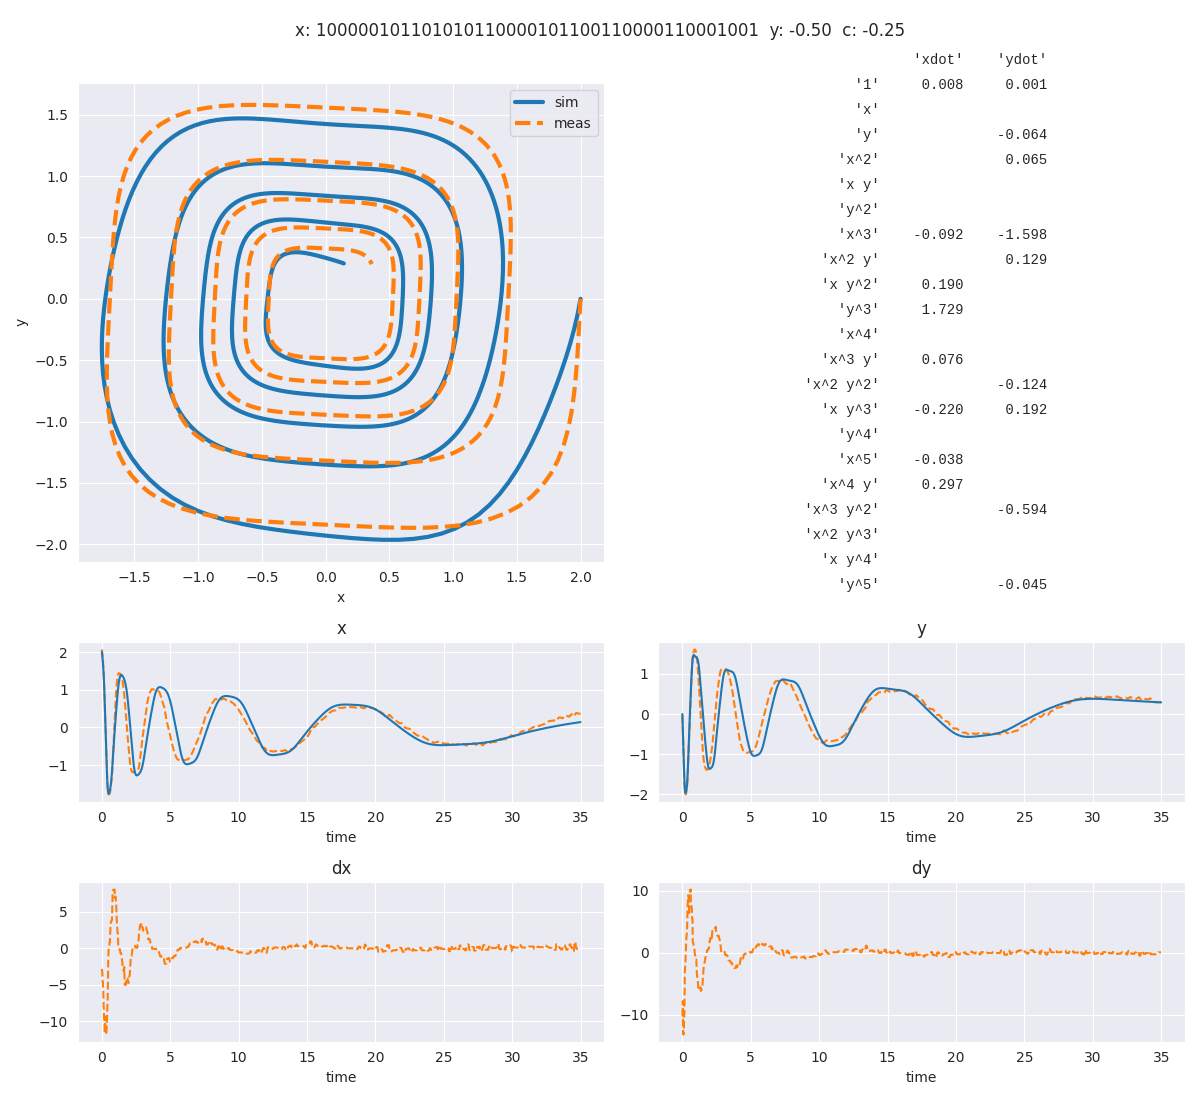 x: 100000101101010110000101100110000110001001 y: -0.50 c: -0.25
sim
meas
1.5
1.0
0.5
0.0
−0.5
−1.0
−1.5
−2.0
y
−1.5 −1.0 −0.5 0.0 0.5 1.0 1.5 2.0
x
'xdot' 'ydot'
'1' 0.008 0.001
'x'
'y' -0.064
'x^2' 0.065
'x y'
'y^2'
'x^3' -0.092 -1.598
'x^2 y' 0.129
'x y^2' 0.190
'y^3' 1.729
'x^4'
'x^3 y' 0.076
'x^2 y^2' -0.124
'x y^3' -0.220 0.192
'y^4'
'x^5' -0.038
'x^4 y' 0.297
'x^3 y^2' -0.594
'x^2 y^3'
'x y^4'
'y^5' -0.045
x
2
1
0
−1
0 5 10 15 20 25 30 35
time
y
1
0
−1
−2
0 5 10 15 20 25 30 35
time
dx
5
0
−5
−10
0 5 10 15 20 25 30 35
time
dy
10
0
−10
0 5 10 15 20 25 30 35
time